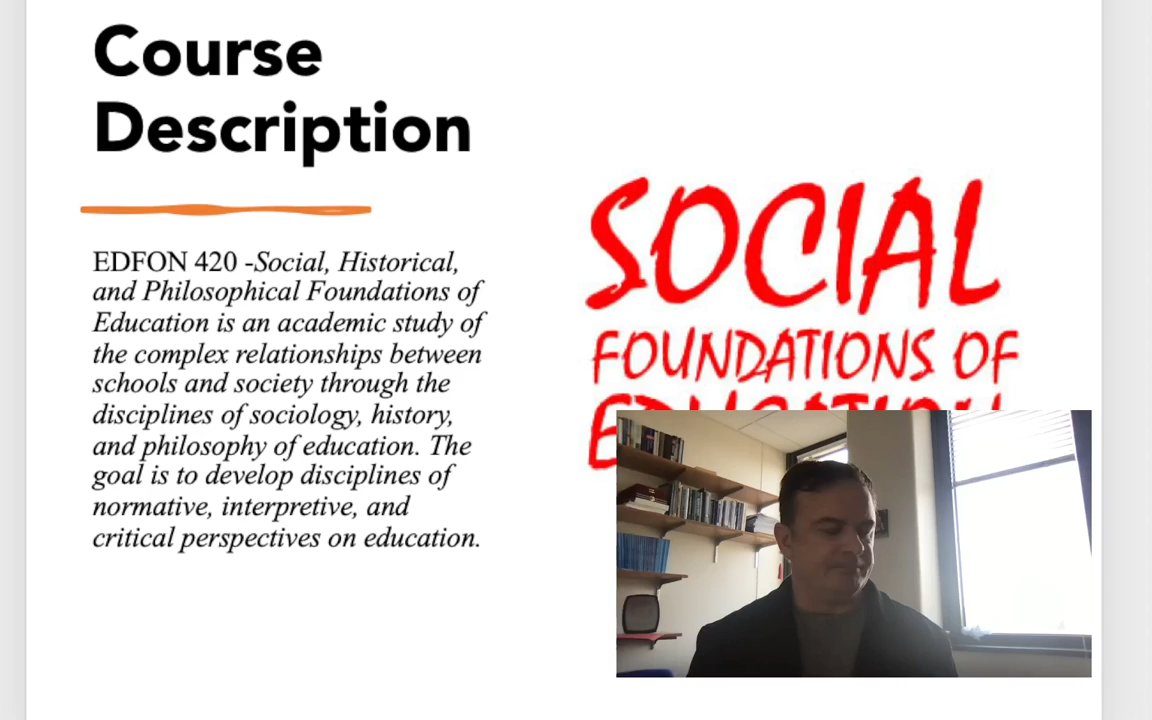 Course
Description
EDFON 420 -Social, Historical,
and Philosophical Foundations of
Education is an academic study of
the complex relationships between
schools and society through the
disciplines of sociology, history,
and philosophy of education. The
goal is to develop disciplines of
normative, interpretive, and
critical perspectives on education.
SOCIAL
FOUNDATIONS OF
EDUCATION